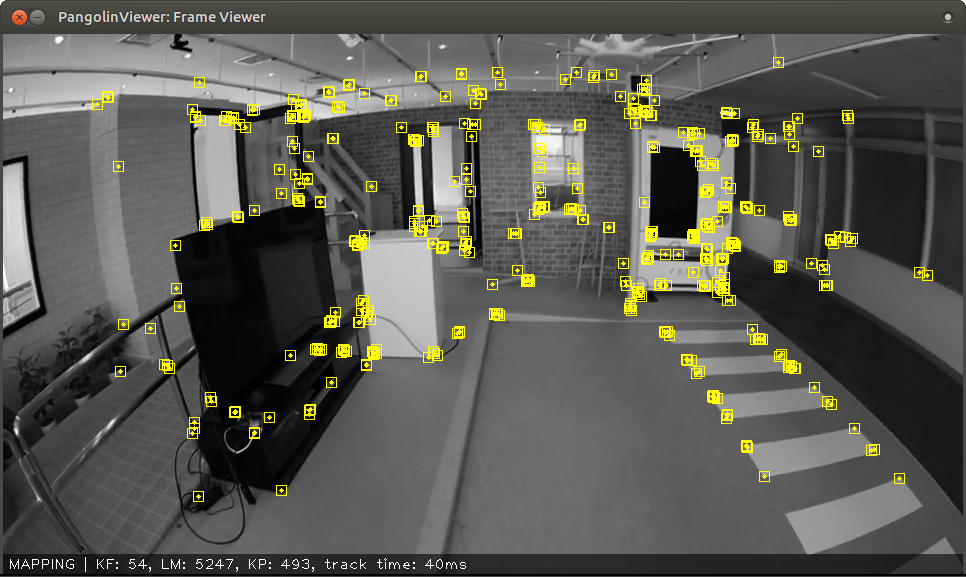 PangolinViewer: Frame Viewer
MAPPING | KF: 54, LM: 5247, KP: 493, track time: 40ms